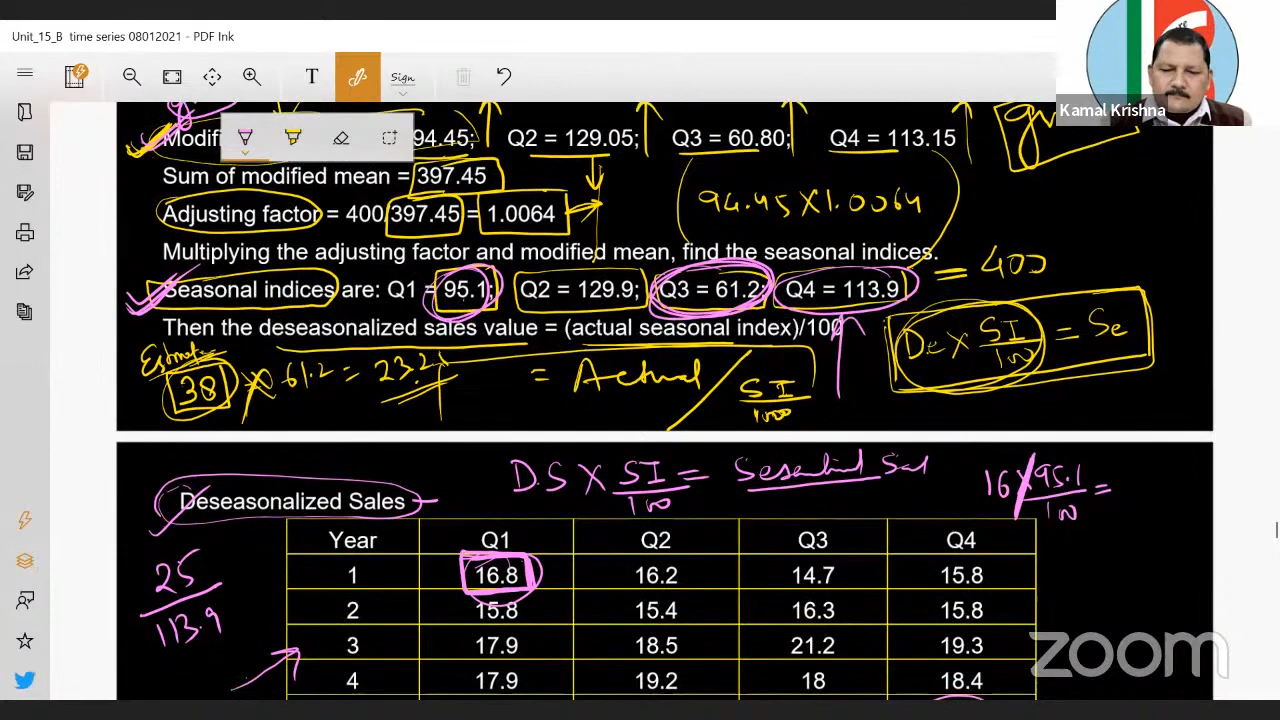 Unit_15_B time series 08012021 - PDF Ink
T
Sign
Kamal Krishna
Modifi 94.45; Q2 = 129.05; Q3 = 60.80; Q4 = 113.15
Sum of modified mean = 397.45
94.45 X 1.0064
Adjusting factor = 400/397.45 = 1.0064
Multiplying the adjusting factor and modified mean, find the seasonal indices.
= 400
Seasonal indices are: Q1 = 95.1; Q2 = 129.9; Q3 = 61.2; Q4 = 113.9
Then the deseasonalized sales value = (actual seasonal index)/100
De x SI/100 = Se
Estimate
38 x 61.2 = 23.2
= Actual / SI/100
D.S X SI/100 =
16 / 95.1/100 =
Deseasonalized Sales
Year Q1 Q2 Q3 Q4
1 16.8 16.2 14.7 15.8
25/113.9
2 15.8 15.4 16.3 15.8
3 17.9 18.5 21.2 19.3
4 17.9 19.2 18 18.4
zoom